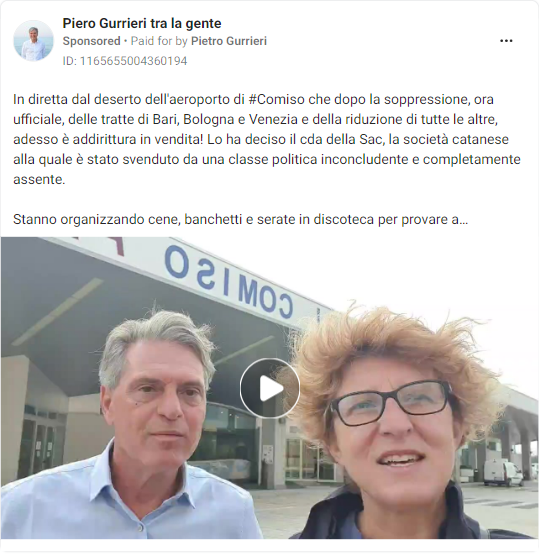 Piero Gurrieri tra la gente
Sponsored • Paid for by Pietro Gurrieri
ID: 1165655004360194
In diretta dal deserto dell'aeroporto di #Comiso che dopo la soppressione, ora
ufficiale, delle tratte di Bari, Bologna e Venezia e della riduzione di tutte le altre,
adesso è addirittura in vendita! Lo ha deciso il cda della Sac, la società catanese
alla quale è stato svenduto da una classe politica inconcludente e completamente
assente.
Stanno organizzando cene, banchetti e serate in discoteca per provare a...
COMISO